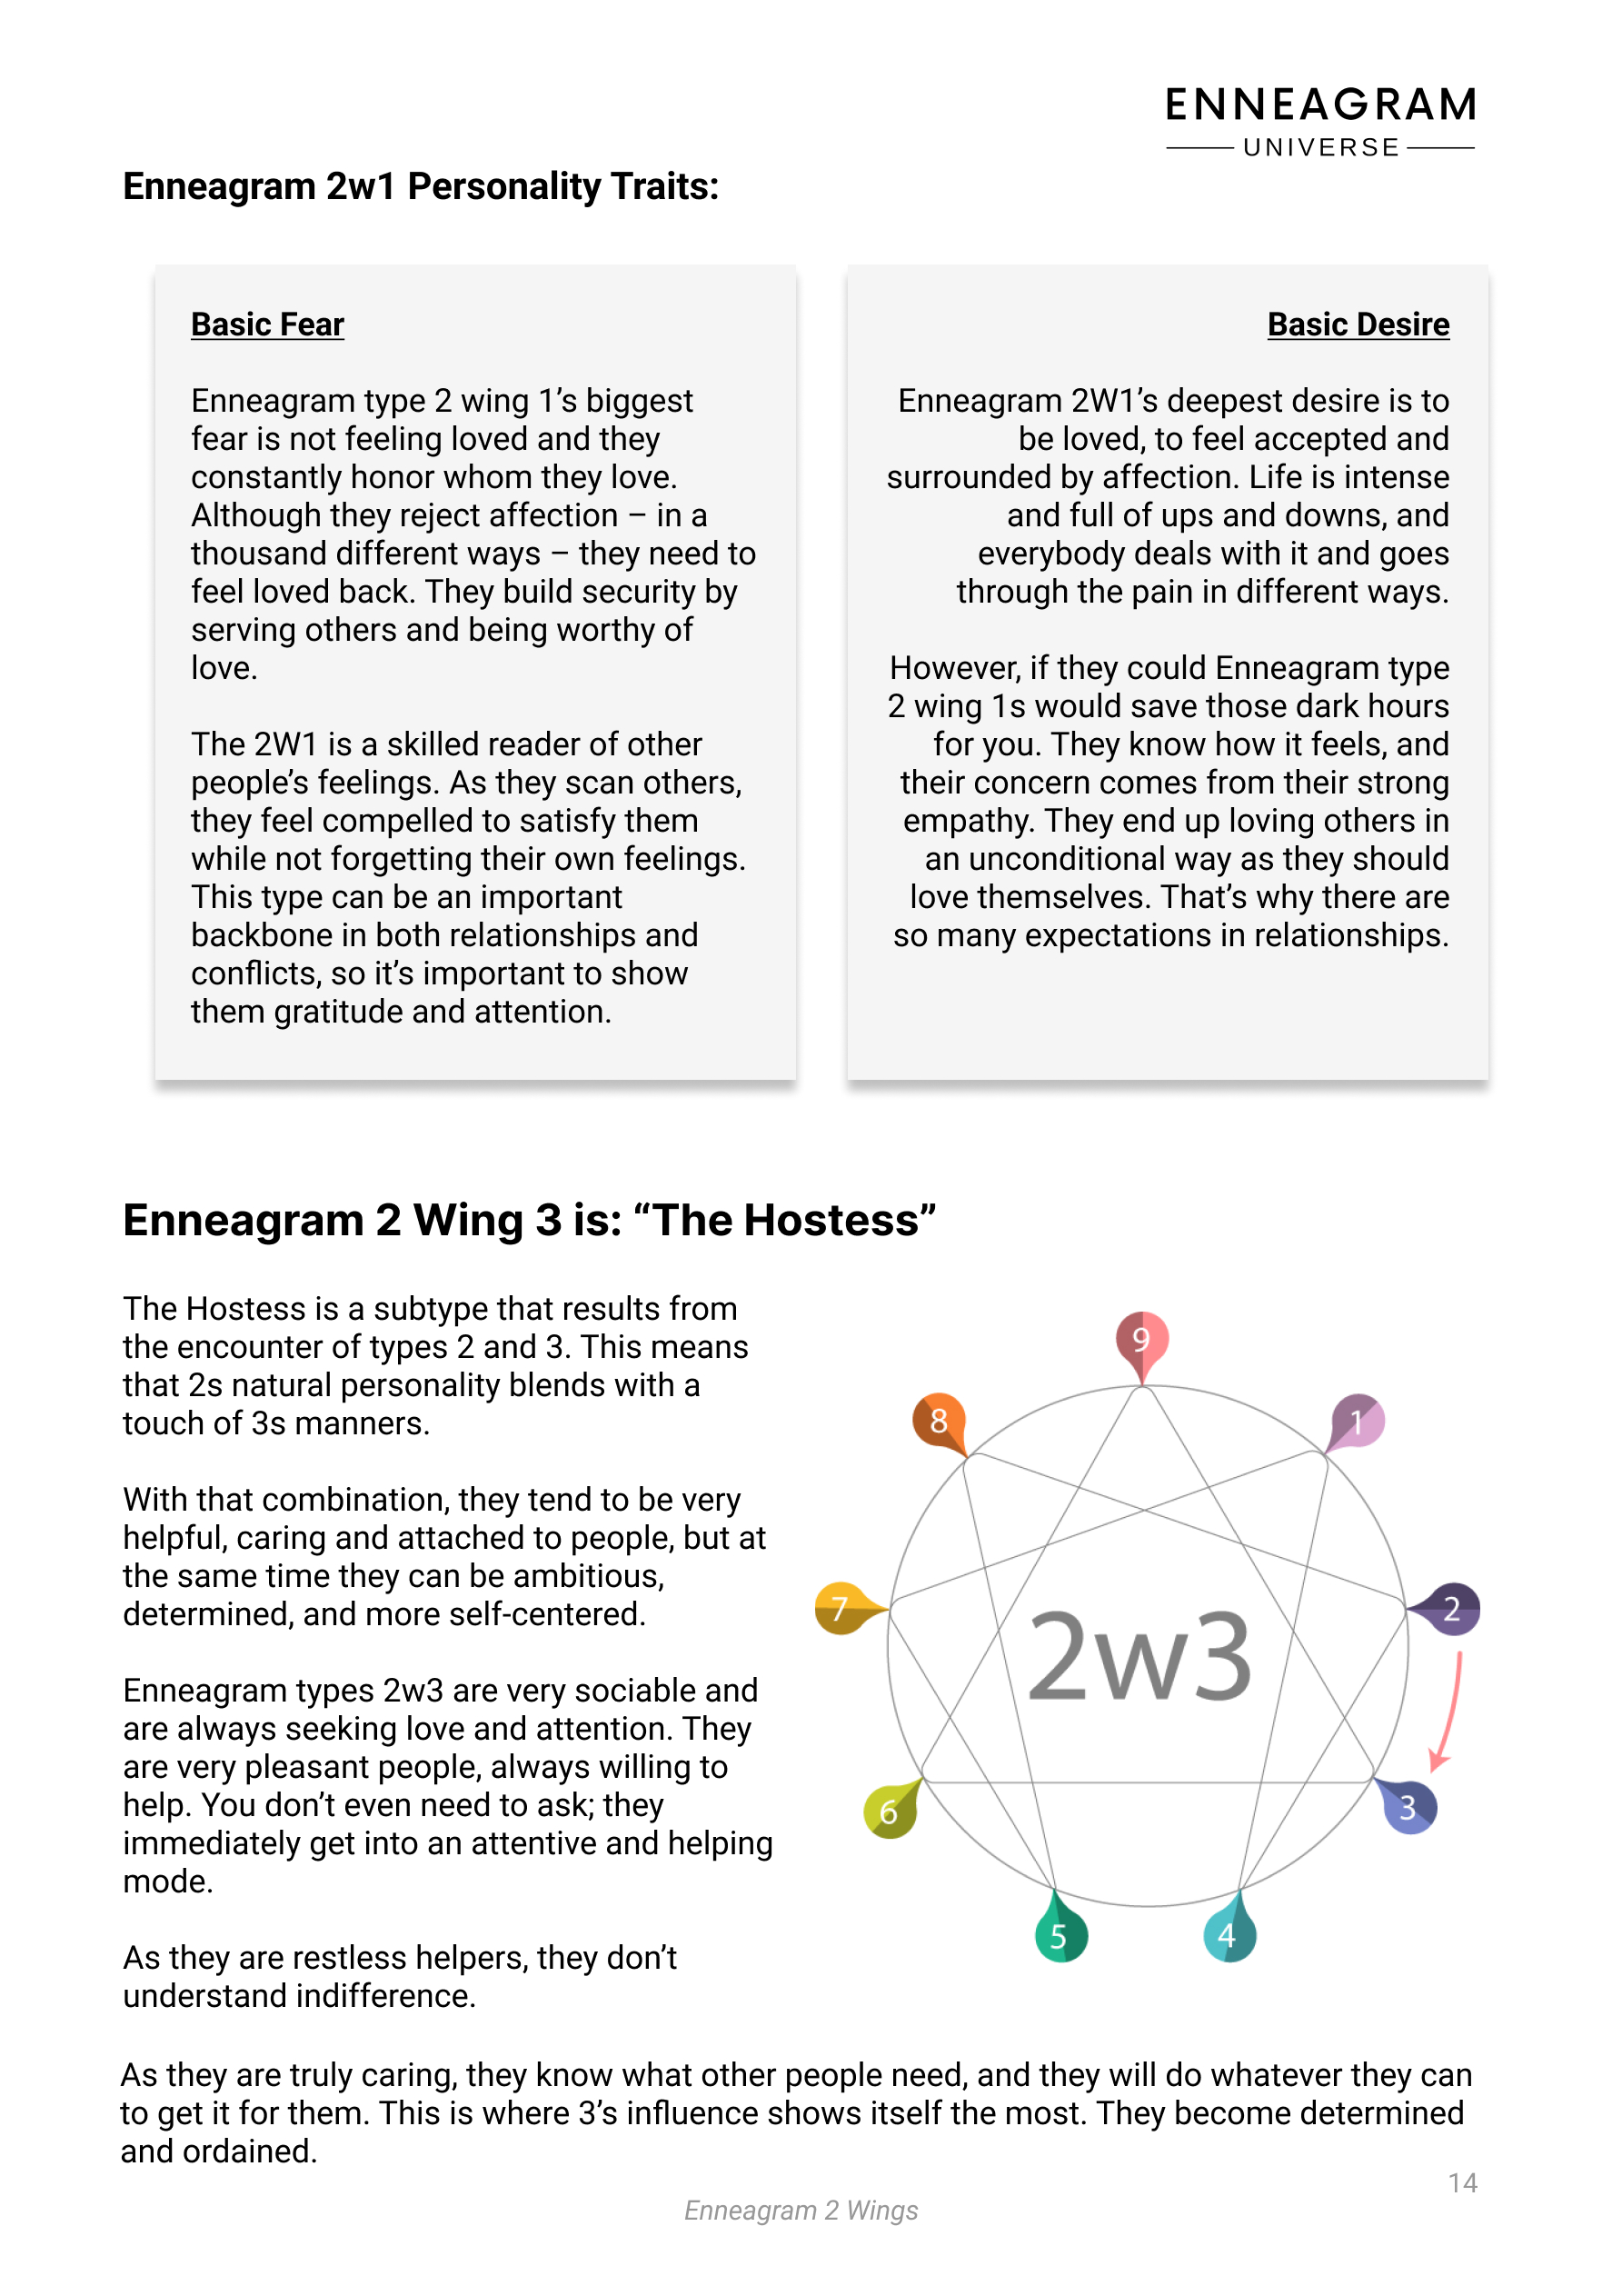 ENNEAGRAM
UNIVERSE
Enneagram 2w1 Personality Traits:
Basic Fear
Enneagram type 2 wing 1’s biggest
fear is not feeling loved and they
constantly honor whom they love.
Although they reject affection – in a
thousand different ways – they need to
feel loved back. They build security by
serving others and being worthy of
love.
The 2W1 is a skilled reader of other
people’s feelings. As they scan others,
they feel compelled to satisfy them
while not forgetting their own feelings.
This type can be an important
backbone in both relationships and
conflicts, so it’s important to show
them gratitude and attention.
Basic Desire
Enneagram 2W1’s deepest desire is to
be loved, to feel accepted and
surrounded by affection. Life is intense
and full of ups and downs, and
everybody deals with it and goes
through the pain in different ways.
However, if they could Enneagram type
2 wing 1s would save those dark hours
for you. They know how it feels, and
their concern comes from their strong
empathy. They end up loving others in
an unconditional way as they should
love themselves. That’s why there are
so many expectations in relationships.
Enneagram 2 Wing 3 is: “The Hostess”
The Hostess is a subtype that results from
the encounter of types 2 and 3. This means
that 2s natural personality blends with a
touch of 3s manners.
With that combination, they tend to be very
helpful, caring and attached to people, but at
the same time they can be ambitious,
determined, and more self-centered.
Enneagram types 2w3 are very sociable and
are always seeking love and attention. They
are very pleasant people, always willing to
help. You don’t even need to ask; they
immediately get into an attentive and helping
mode.
As they are restless helpers, they don’t
understand indifference.
9
8
1
7
2
2w3
6
3
5
4
As they are truly caring, they know what other people need, and they will do whatever they can
to get it for them. This is where 3’s influence shows itself the most. They become determined
and ordained.
14
Enneagram 2 Wings